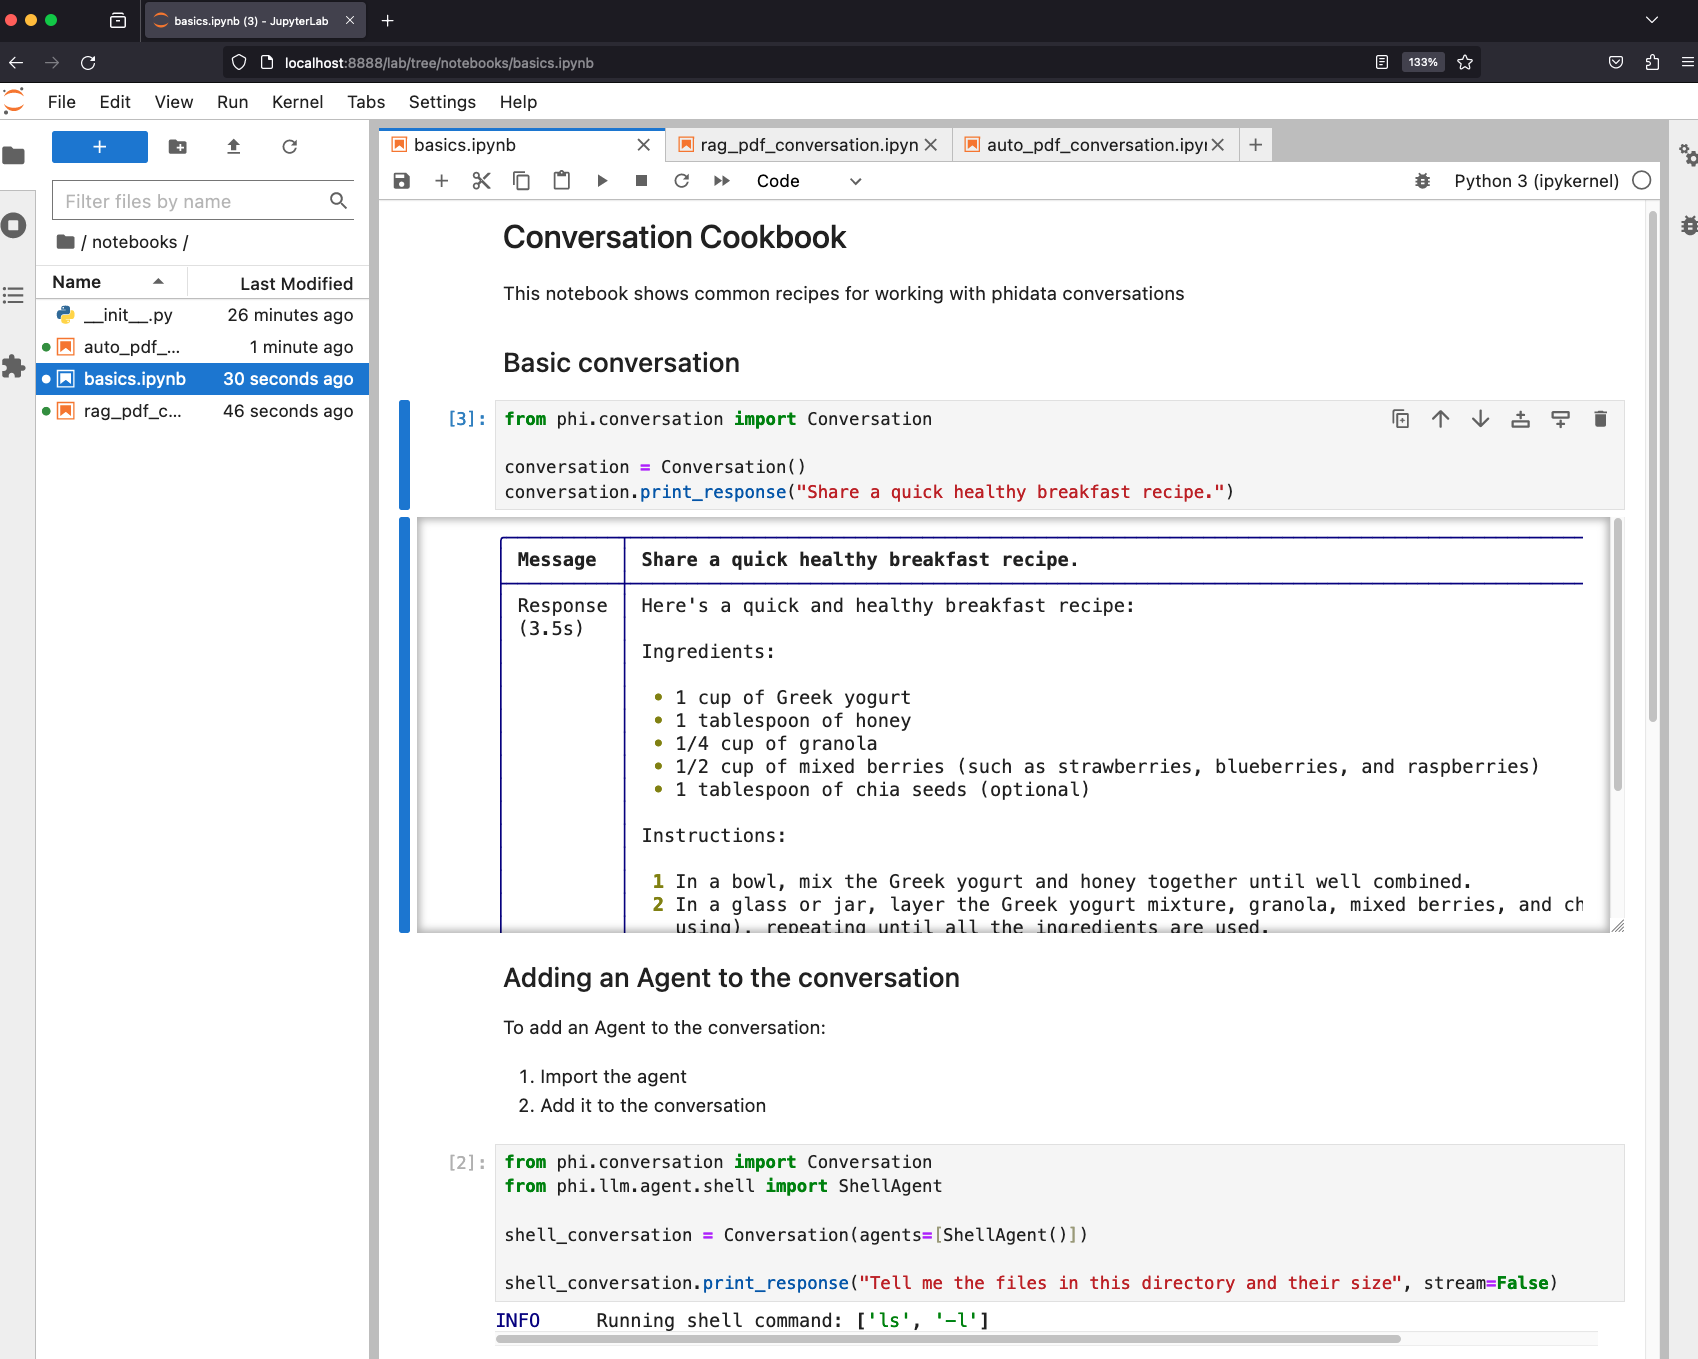 basics.ipynb (3) - JupyterLab
localhost:8888/lab/tree/notebooks/basics.ipynb
133%
File Edit View Run Kernel Tabs Settings Help
Filter files by name
/ notebooks /
Name Last Modified
__init__.py 26 minutes ago
auto_pdf_... 1 minute ago
basics.ipynb 30 seconds ago
rag_pdf_c... 46 seconds ago
basics.ipynb rag_pdf_conversation.ipyn auto_pdf_conversation.ipy
Code
Python 3 (ipykernel)
Conversation Cookbook
This notebook shows common recipes for working with phidata conversations
Basic conversation
[3]: from phi.conversation import Conversation
conversation = Conversation()
conversation.print_response("Share a quick healthy breakfast recipe.")
Message Share a quick healthy breakfast recipe.
Response Here's a quick and healthy breakfast recipe:
(3.5s)
Ingredients:
• 1 cup of Greek yogurt
• 1 tablespoon of honey
• 1/4 cup of granola
• 1/2 cup of mixed berries (such as strawberries, blueberries, and raspberries)
• 1 tablespoon of chia seeds (optional)
Instructions:
1 In a bowl, mix the Greek yogurt and honey together until well combined.
2 In a glass or jar, layer the Greek yogurt mixture, granola, mixed berries, and ch
using), repeating until all the ingredients are used.
Adding an Agent to the conversation
To add an Agent to the conversation:
1. Import the agent
2. Add it to the conversation
[2]: from phi.conversation import Conversation
from phi.llm.agent.shell import ShellAgent
shell_conversation = Conversation(agents=[ShellAgent()])
shell_conversation.print_response("Tell me the files in this directory and their size", stream=False)
INFO Running shell command: ['ls', '-l']